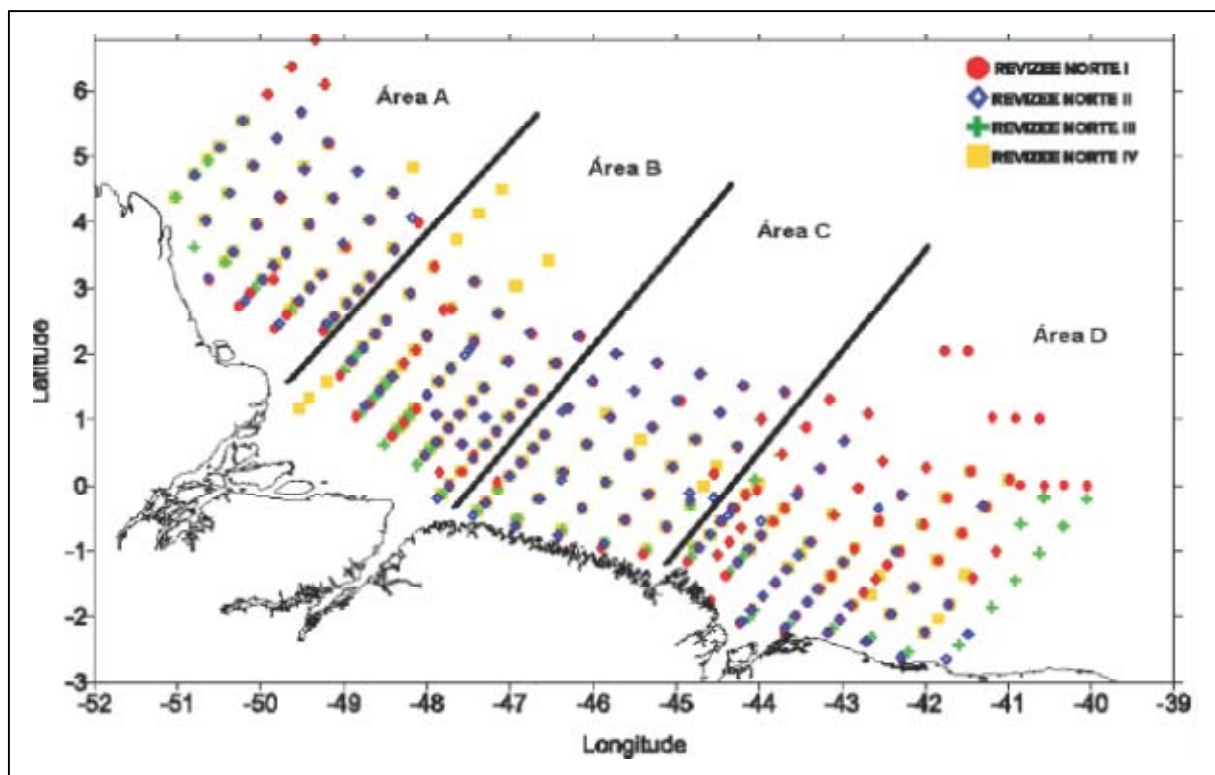 Área A
Área B
Área C
Área D
REVIZEE NORTE I
REVIZEE NORTE II
REVIZEE NORTE III
REVIZEE NORTE IV
Latitude
6
5
4
3
2
1
0
-1
-2
-3
-52 -51 -50 -49 -48 -47 -46 -45 -44 -43 -42 -41 -40 -39
Longitude